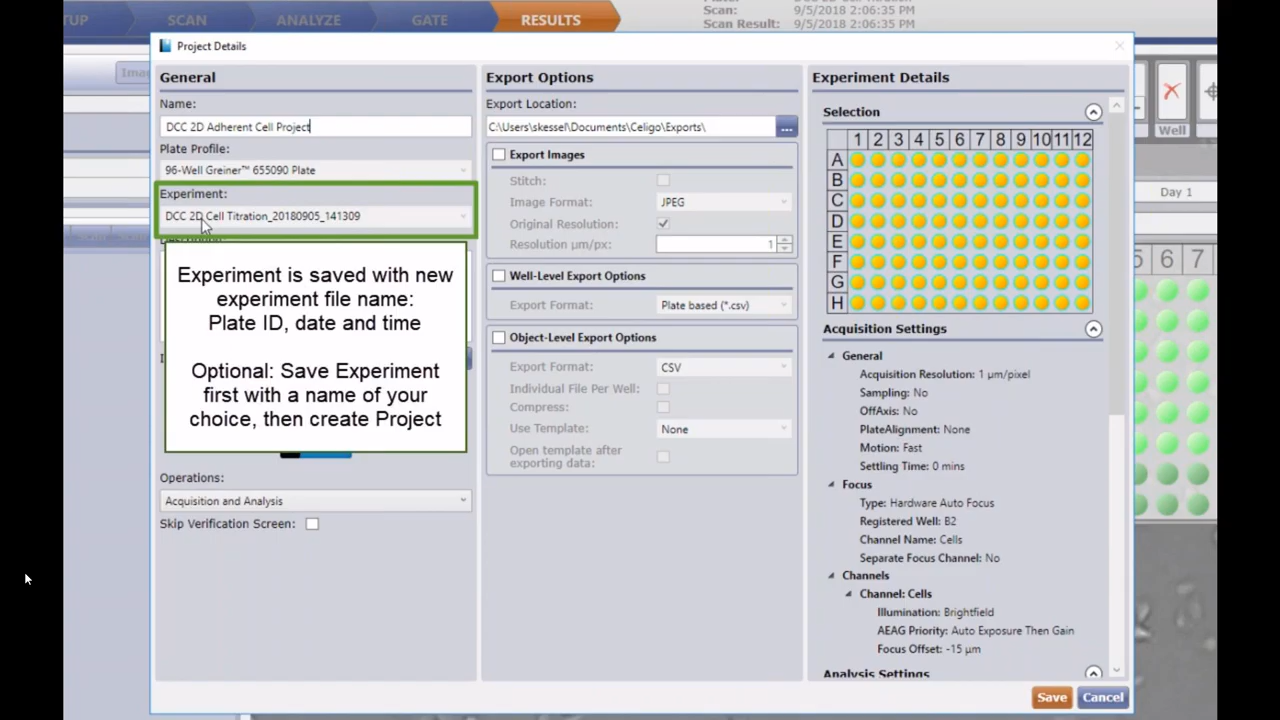 TUP
SCAN
ANALYZE
GATE
RESULTS
Scan:
9/5/2018 2:06:35 PM
Scan Result:
9/5/2018 2:06:35 PM
Project Details
General
Name:
DCC 2D Adherent Cell Project
Plate Profile:
96-Well Greiner™ 655090 Plate
Experiment:
DCC 2D Cell Titration_20180905_141309
Experiment is saved with new
experiment file name:
Plate ID, date and time
Optional: Save Experiment
first with a name of your
choice, then create Project
Operations:
Acquisition and Analysis
Skip Verification Screen:
Export Options
Export Location:
C:\Users\skessel\Documents\Celigo\Exports\
...
Export Images
Stitch:
Image Format: JPEG
Original Resolution:
Resolution µm/px: 1
Well-Level Export Options
Export Format: Plate based (*.csv)
Object-Level Export Options
Export Format: CSV
Individual File Per Well:
Compress:
Use Template: None
Open template after
exporting data:
Experiment Details
Selection
1 2 3 4 5 6 7 8 9 10 11 12
A
B
C
D
E
F
G
H
Acquisition Settings
General
Acquisition Resolution: 1 µm/pixel
Sampling: No
OffAxis: No
PlateAlignment: None
Motion: Fast
Settling Time: 0 mins
Focus
Type: Hardware Auto Focus
Registered Well: B2
Channel Name: Cells
Separate Focus Channel: No
Channels
Channel: Cells
Illumination: Brightfield
AEAG Priority: Auto Exposure Then Gain
Focus Offset: -15 µm
Analysis Settings
Save
Cancel
Well
Day 1
5 6 7